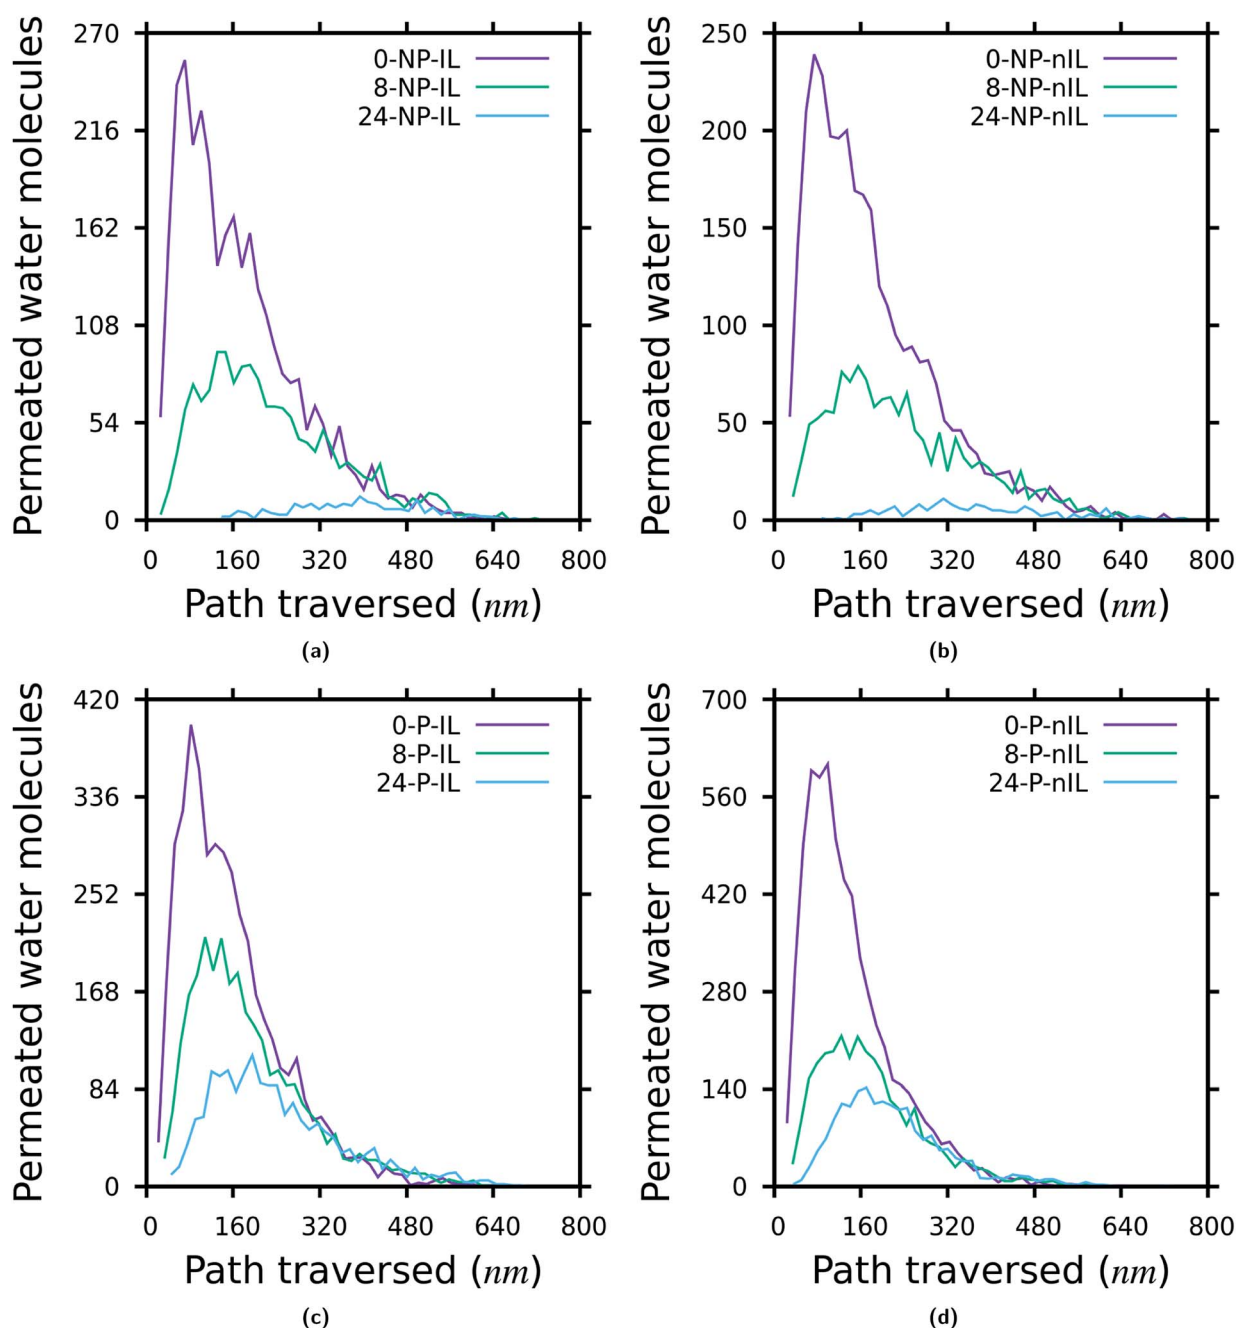 Permeated water molecules
270
216
162
108
54
0
0-NP-IL
8-NP-IL
24-NP-IL
0 160 320 480 640 800
Path traversed (nm)
(a)
Permeated water molecules
250
200
150
100
50
0
0-NP-nIL
8-NP-nIL
24-NP-nIL
0 160 320 480 640 800
Path traversed (nm)
(b)
Permeated water molecules
420
336
252
168
84
0
0-P-IL
8-P-IL
24-P-IL
0 160 320 480 640 800
Path traversed (nm)
(c)
Permeated water molecules
700
560
420
280
140
0
0-P-nIL
8-P-nIL
24-P-nIL
0 160 320 480 640 800
Path traversed (nm)
(d)